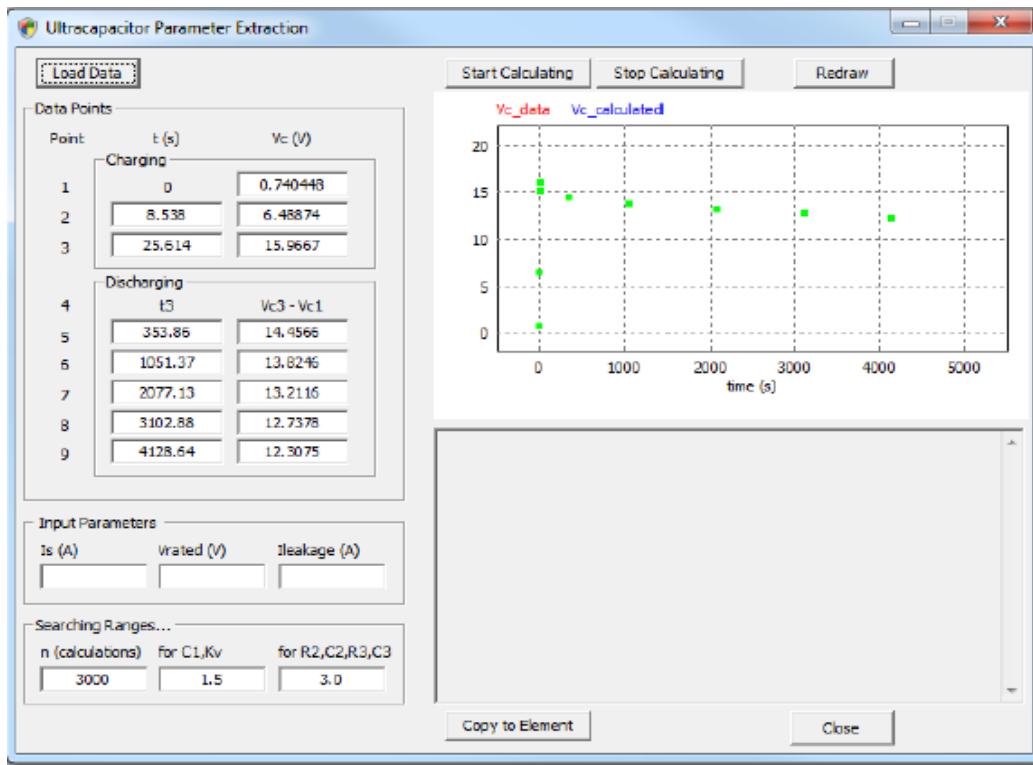 Ultracapacitor Parameter Extraction
Load Data
Start Calculating Stop Calculating Redraw
Data Points
Point t (s) Vc (V)
Charging
1 0 0.740448
2 8.538 6.48874
3 25.614 15.9667
Discharging
4 t3 Vc3 - Vc1
5 353.86 14.4566
6 1051.37 13.8246
7 2077.13 13.2116
8 3102.88 12.7378
9 4128.64 12.3075
Input Parameters
Is (A) Vrated (V) Ileakage (A)
Searching Ranges...
n (calculations) for C1,Kv for R2,C2,R3,C3
3000 1.5 3.0
Vc_data Vc_calculated
20
15
10
5
0
0 1000 2000 3000 4000 5000
time (s)
Copy to Element Close